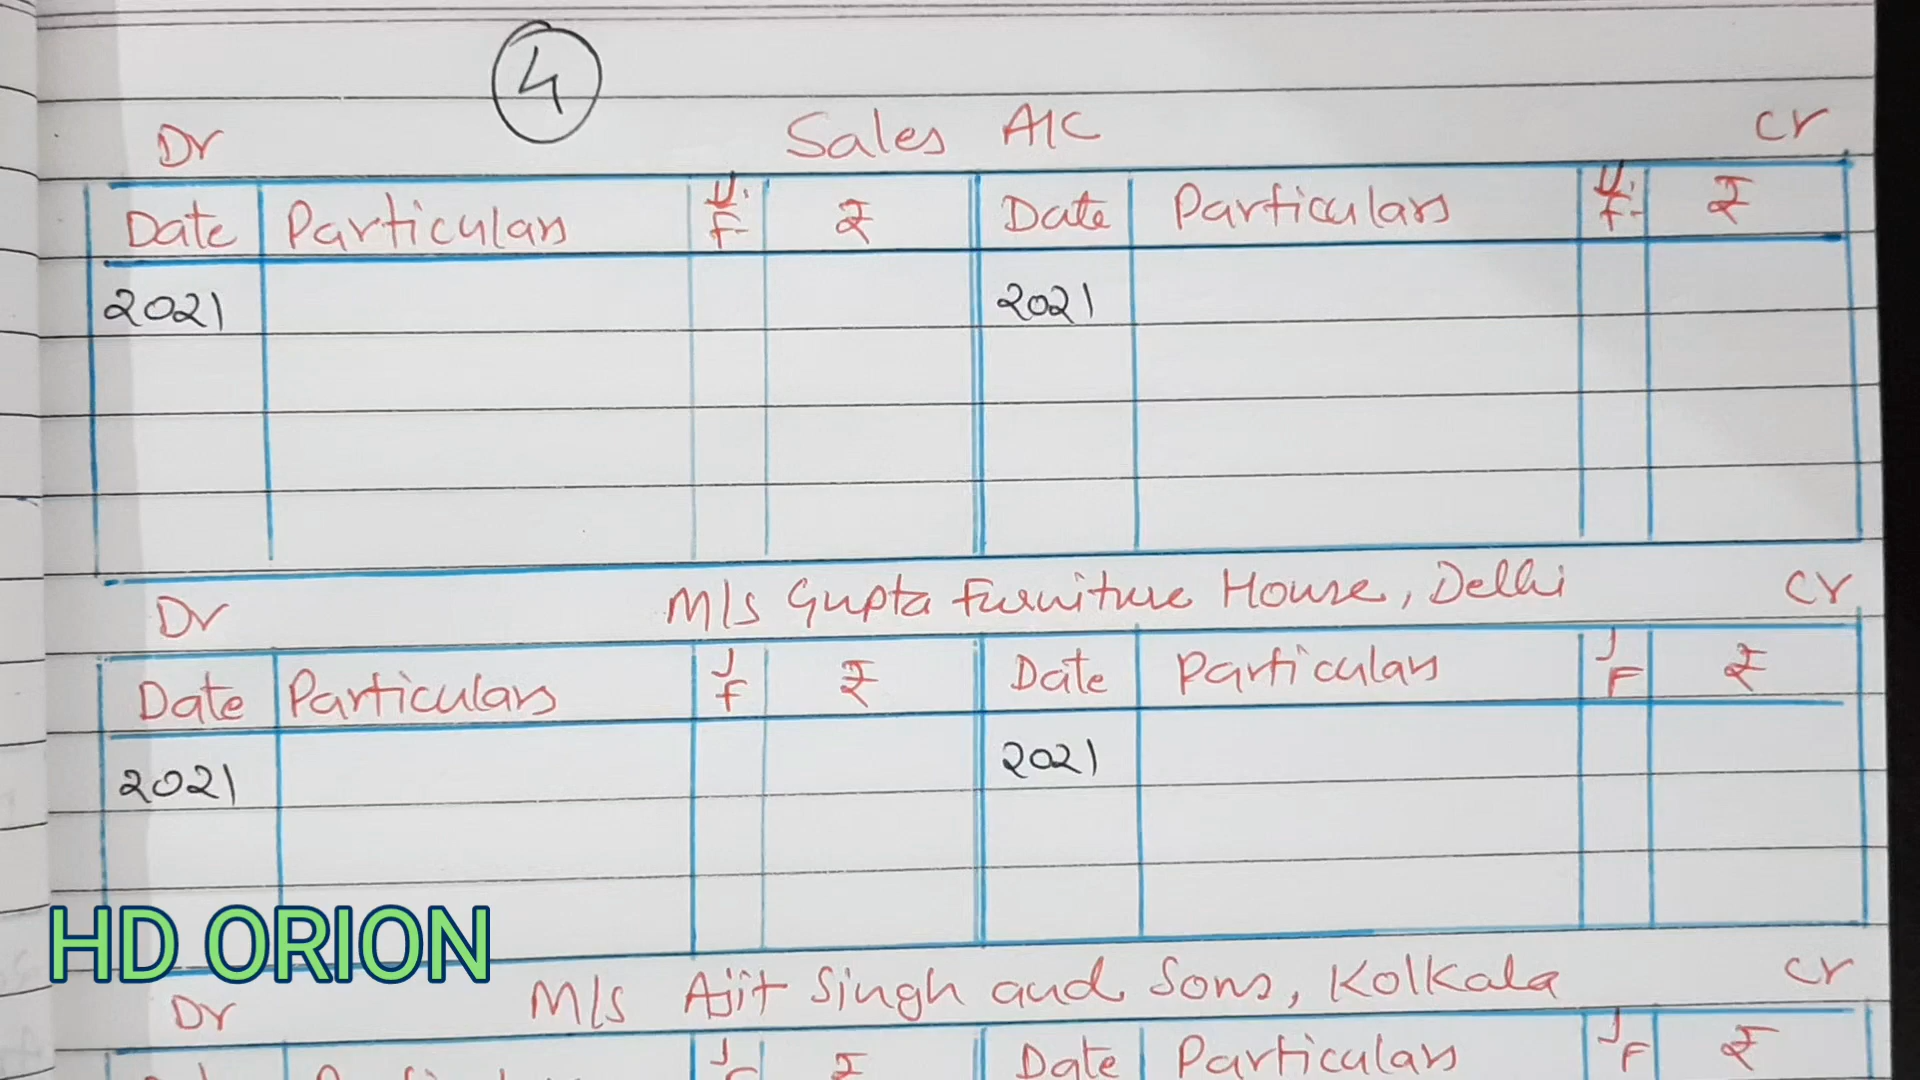 4
Dr Sales A/C Cr
Date Particulars J.F. ₹ Date Particulars J.F. ₹
2021 2021
Dr M/s Gupta Furniture House, Delhi Cr
Date Particulars J F ₹ Date Particulars J F ₹
2021 2021
HD ORION
Dr M/s Ajit Singh and Sons, Kolkala Cr
J ₹ Date Particulars J F ₹